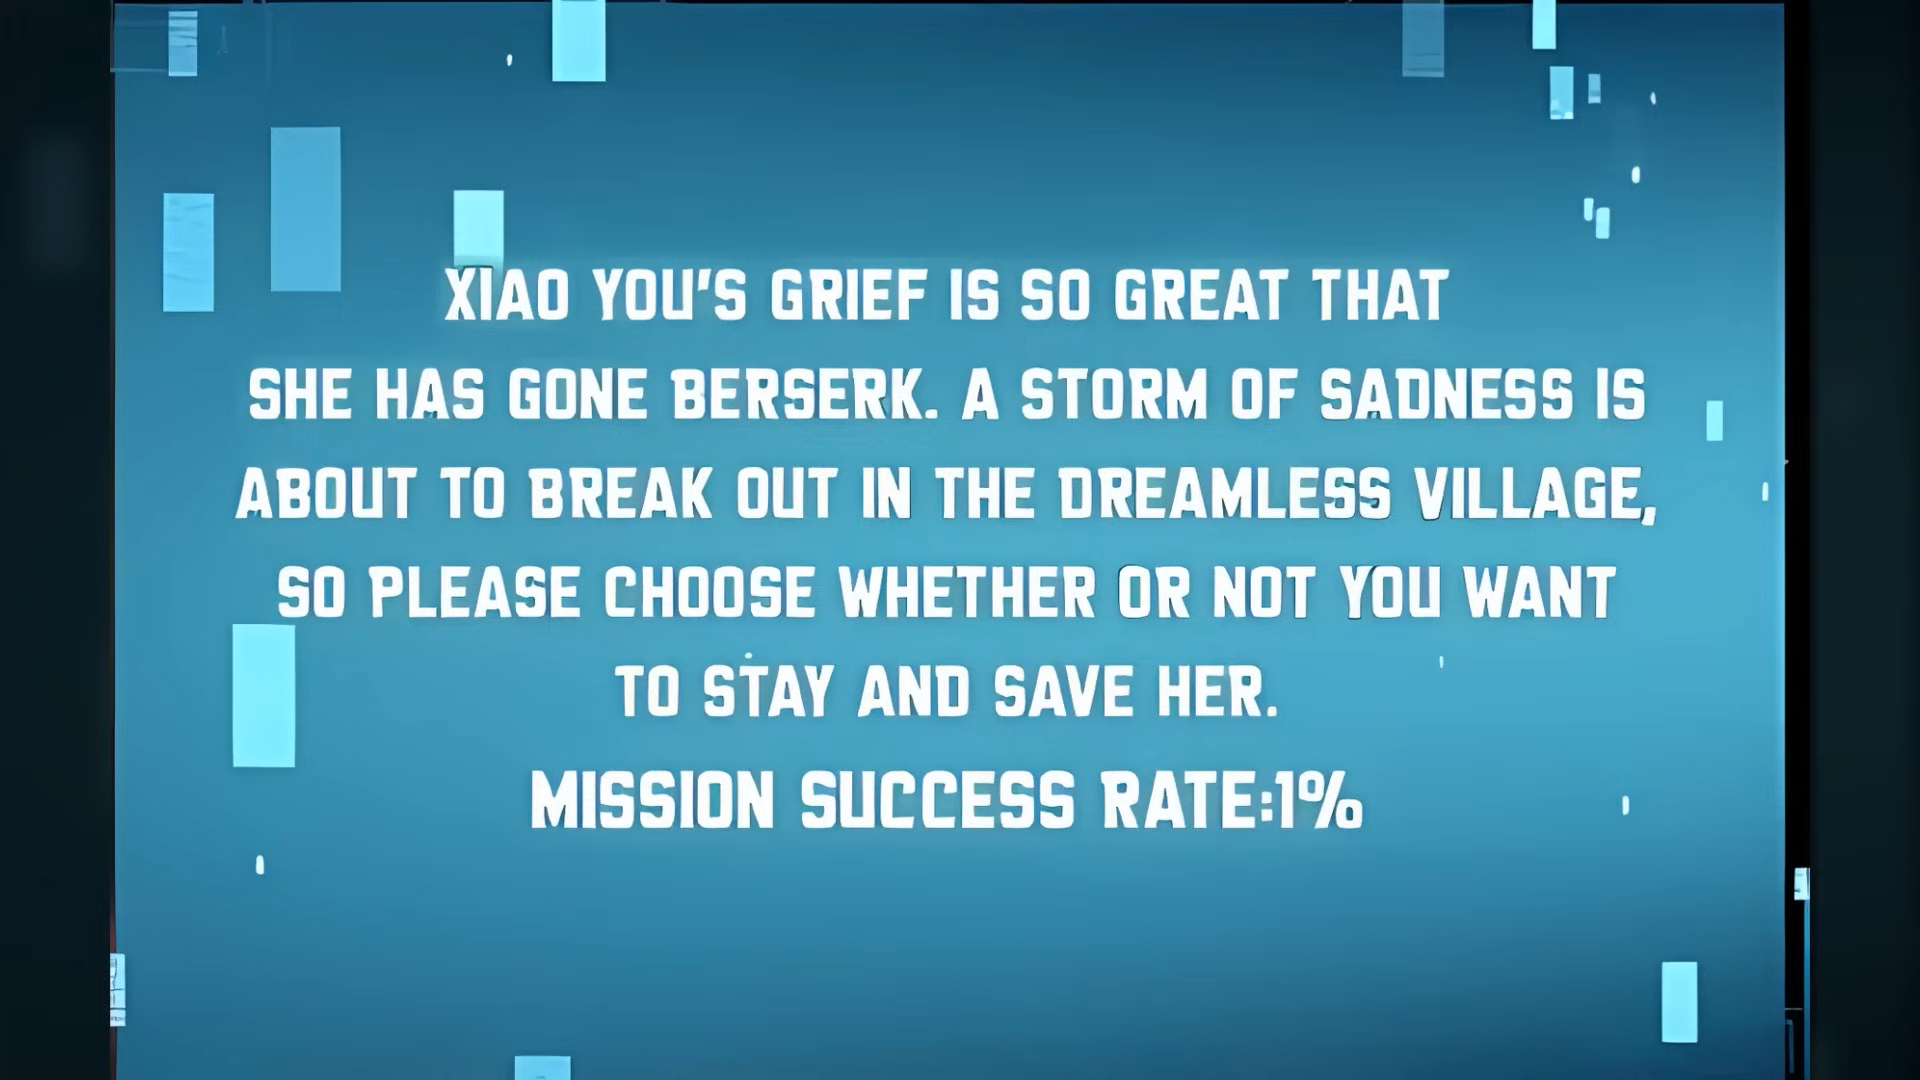 XIAO YOU'S GRIEF IS SO GREAT THAT
SHE HAS GONE BERSERK. A STORM OF SADNESS IS
ABOUT TO BREAK OUT IN THE DREAMLESS VILLAGE,
SO PLEASE CHOOSE WHETHER OR NOT YOU WANT
TO STAY AND SAVE HER.
MISSION SUCCESS RATE:1%